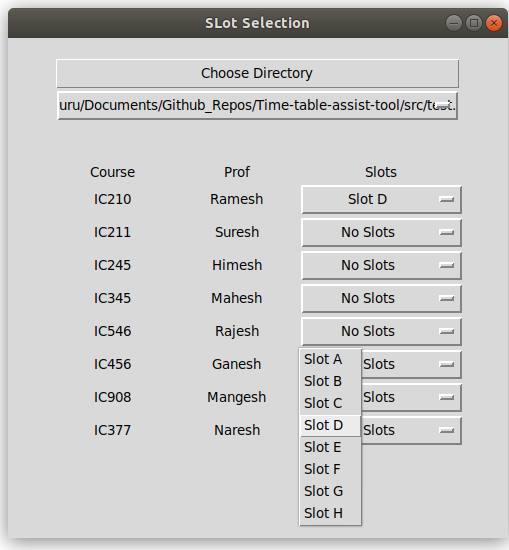 SLot Selection
Choose Directory
uru/Documents/Github_Repos/Time-table-assist-tool/src/test.
Course Prof Slots
IC210 Ramesh Slot D
IC211 Suresh No Slots
IC245 Himesh No Slots
IC345 Mahesh No Slots
IC546 Rajesh No Slots
IC456 Ganesh Slots
IC908 Mangesh Slots
IC377 Naresh Slots
Slot A
Slot B
Slot C
Slot D
Slot E
Slot F
Slot G
Slot H